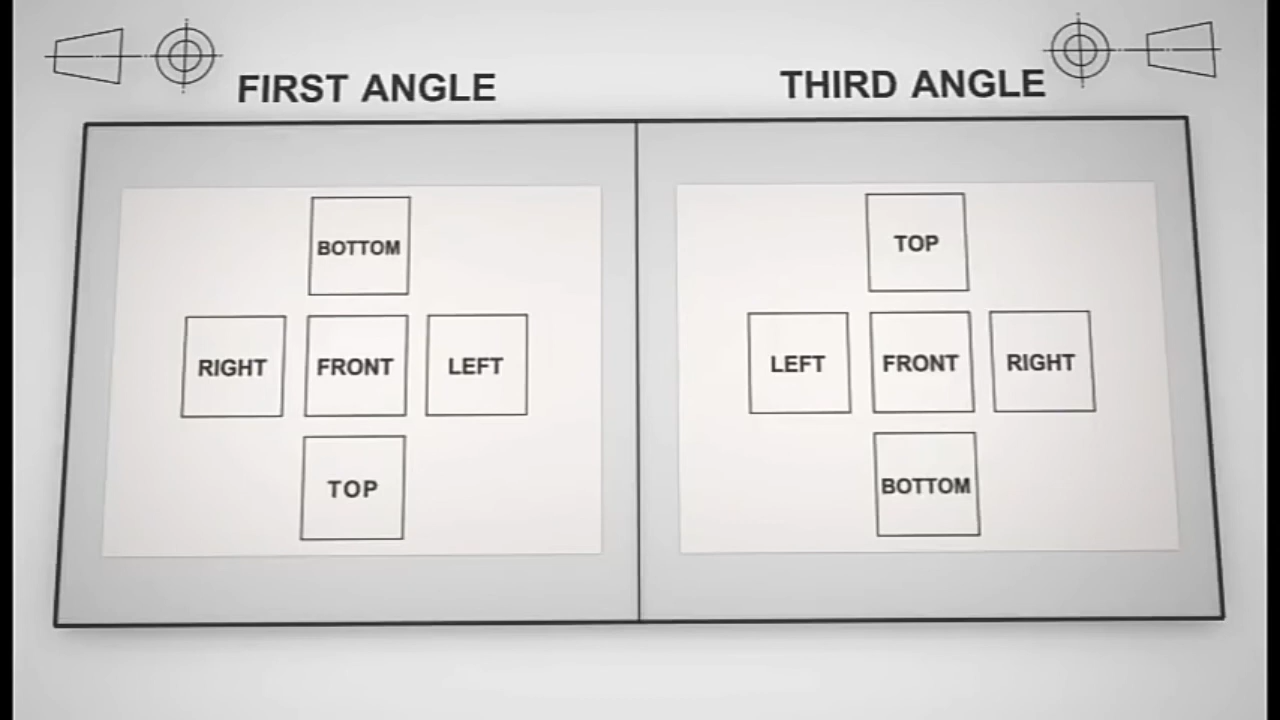 FIRST ANGLE
THIRD ANGLE
BOTTOM
RIGHT FRONT LEFT
TOP
TOP
LEFT FRONT RIGHT
BOTTOM